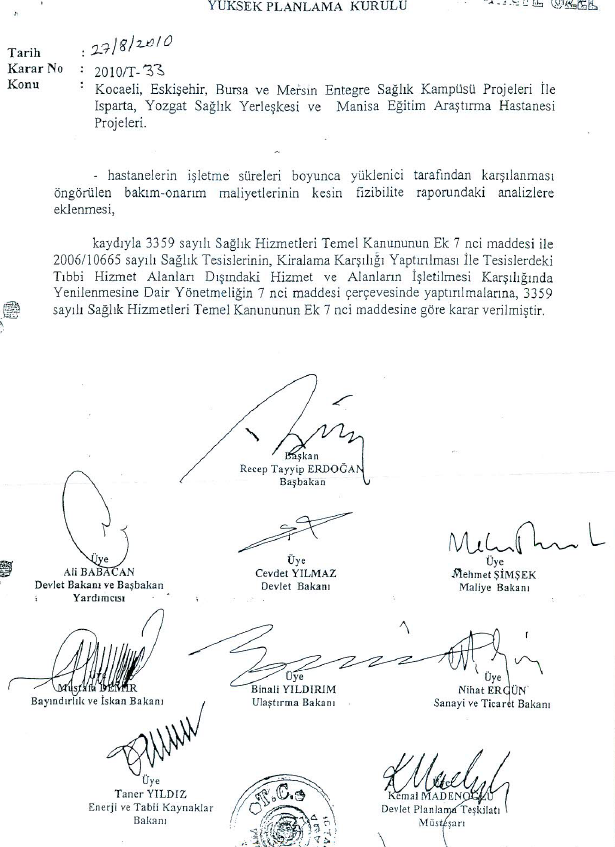 YÜKSEK PLANLAMA KURULU
Tarih : 27/8/2010
Karar No : 2010/T-33
Konu : Kocaeli, Eskişehir, Bursa ve Mersin Entegre Sağlık Kampüsü Projeleri İle
Isparta, Yozgat Sağlık Yerleşkesi ve Manisa Eğitim Araştırma Hastanesi
Projeleri.
- hastanelerin işletme süreleri boyunca yüklenici tarafından karşılanması
öngörülen bakım-onarım maliyetlerinin kesin fizibilite raporundaki analizlere
eklenmesi,
kaydıyla 3359 sayılı Sağlık Hizmetleri Temel Kanununun Ek 7 nci maddesi ile
2006/10665 sayılı Sağlık Tesislerinin, Kiralama Karşılığı Yaptırılması İle Tesislerdeki
Tıbbi Hizmet Alanları Dışındaki Hizmet ve Alanların İşletilmesi Karşılığında
Yenilenmesine Dair Yönetmeliğin 7 nci maddesi çerçevesinde yaptırılmalarına, 3359
sayılı Sağlık Hizmetleri Temel Kanununun Ek 7 nci maddesine göre karar verilmiştir.
Başkan
Recep Tayyip ERDOĞAN
Başbakan
Üye Üye Üye
Ali BABACAN Cevdet YILMAZ Mehmet ŞİMŞEK
Devlet Bakanı ve Başbakan Devlet Bakanı Maliye Bakanı
Yardımcısı
Üye Üye
Mustafa DEMİR Binali YILDIRIM Nihat ERGÜN
Bayındırlık ve İskan Bakanı Ulaştırma Bakanı Sanayi ve Ticaret Bakanı
Üye
Taner YILDIZ Kemal MADENOĞLU
Enerji ve Tabii Kaynaklar Devlet Planlama Teşkilatı
Bakanı Müsteşarı
T.C.